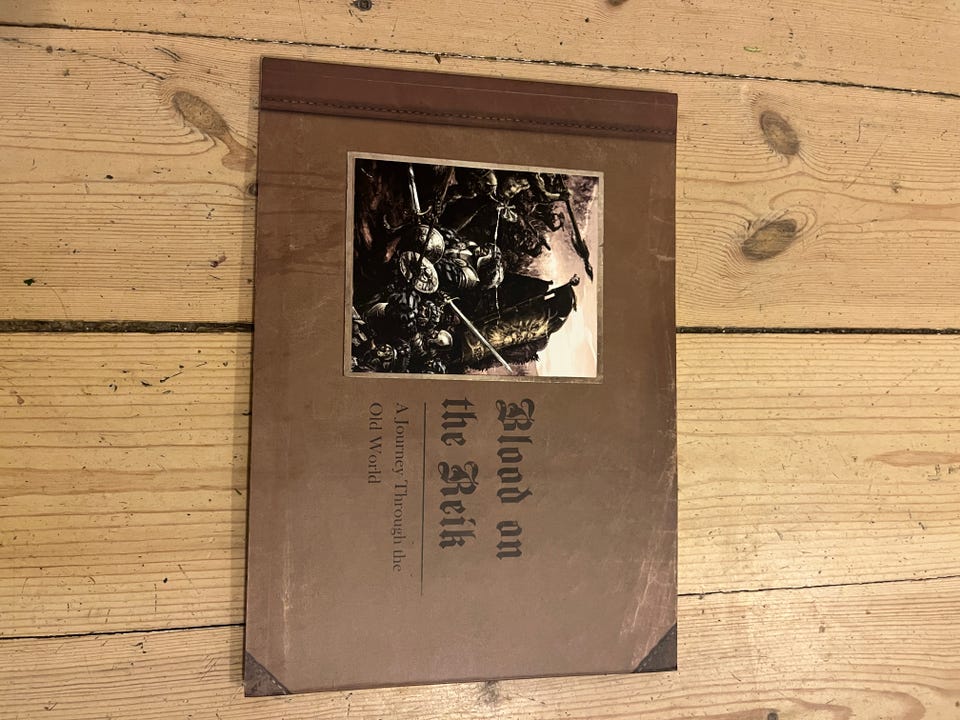 Blood on
the Reik
A Journey Through the
Old World